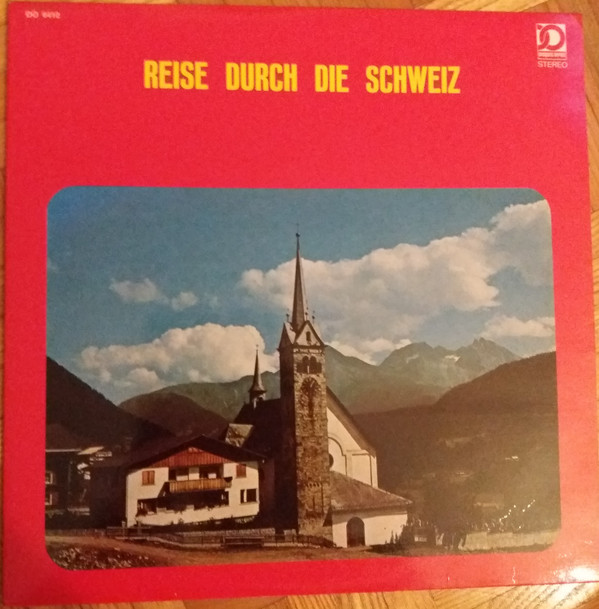 REISE DURCH DIE SCHWEIZ
STEREO